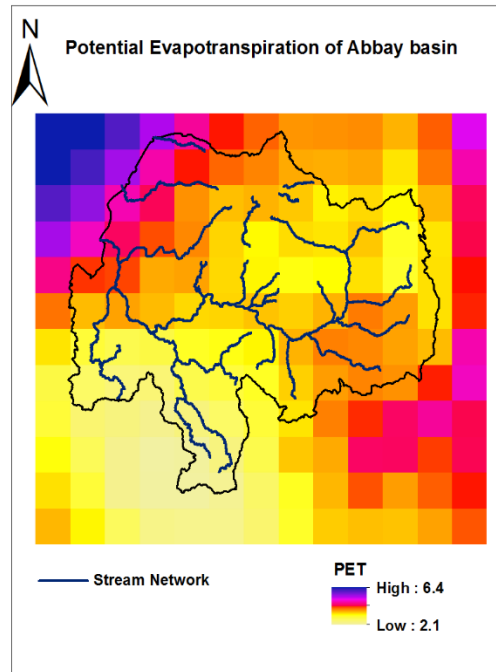 N
Potential Evapotranspiration of Abbay basin
Stream Network
PET
High : 6.4
Low : 2.1